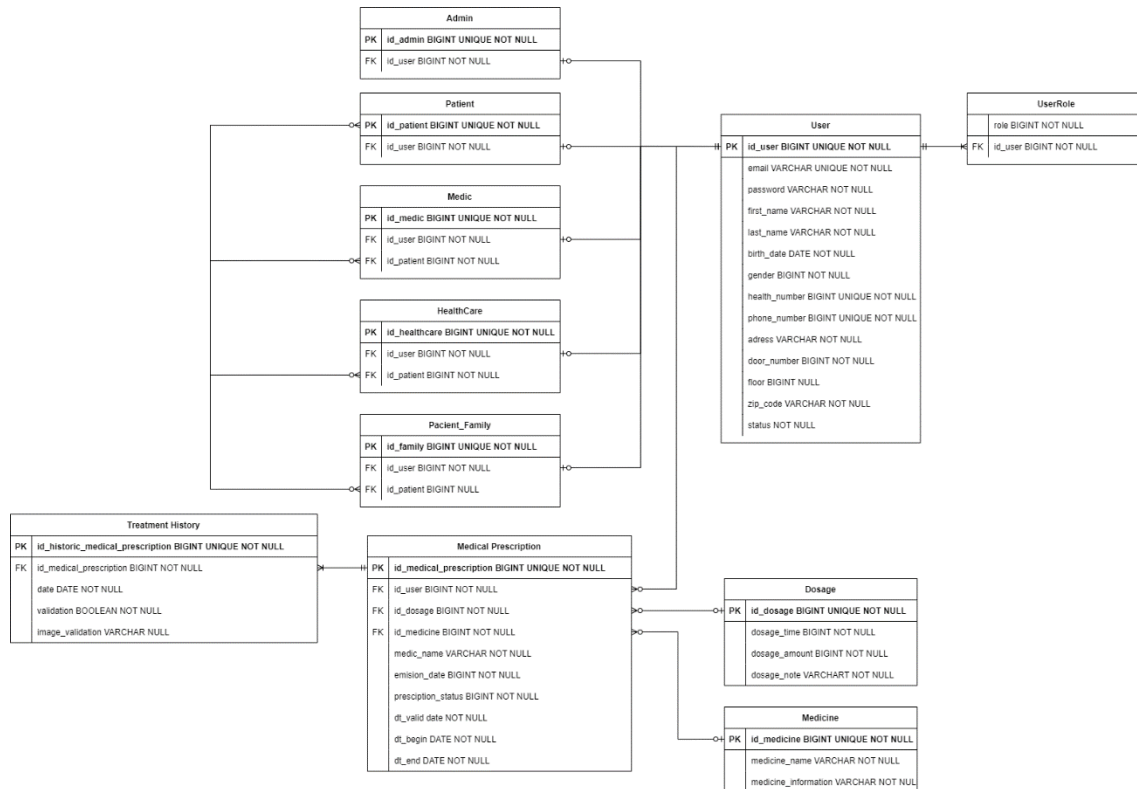 Admin
PK id_admin BIGINT UNIQUE NOT NULL
FK id_user BIGINT NOT NULL
Patient
PK id_patient BIGINT UNIQUE NOT NULL
FK id_user BIGINT NOT NULL
Medic
PK id_medic BIGINT UNIQUE NOT NULL
FK id_user BIGINT NOT NULL
FK id_patient BIGINT NOT NULL
HealthCare
PK id_healthcare BIGINT UNIQUE NOT NULL
FK id_user BIGINT NOT NULL
FK id_patient BIGINT NOT NULL
Pacient_Family
PK id_family BIGINT UNIQUE NOT NULL
FK id_user BIGINT NOT NULL
FK id_patient BIGINT NULL
User
PK id_user BIGINT UNIQUE NOT NULL
email VARCHAR UNIQUE NOT NULL
password VARCHAR NOT NULL
first_name VARCHAR NOT NULL
last_name VARCHAR NOT NULL
birth_date DATE NOT NULL
gender BIGINT NOT NULL
health_number BIGINT UNIQUE NOT NULL
phone_number BIGINT UNIQUE NOT NULL
adress VARCHAR NOT NULL
door_number BIGINT NOT NULL
floor BIGINT NULL
zip_code VARCHAR NOT NULL
status NOT NULL
UserRole
role BIGINT NOT NULL
FK id_user BIGINT NOT NULL
Treatment History
PK id_historic_medical_prescription BIGINT UNIQUE NOT NULL
FK id_medical_prescription BIGINT NOT NULL
date DATE NOT NULL
validation BOOLEAN NOT NULL
image_validation VARCHAR NULL
Medical Prescription
PK id_medical_prescription BIGINT UNIQUE NOT NULL
FK id_user BIGINT NOT NULL
FK id_dosage BIGINT NOT NULL
FK id_medicine BIGINT NOT NULL
medic_name VARCHAR NOT NULL
emision_date BIGINT NOT NULL
presciption_status BIGINT NOT NULL
dt_valid date NOT NULL
dt_begin DATE NOT NULL
dt_end DATE NOT NULL
Dosage
PK id_dosage BIGINT UNIQUE NOT NULL
dosage_time BIGINT NOT NULL
dosage_amount BIGINT NOT NULL
dosage_note VARCHART NOT NULL
Medicine
PK id_medicine BIGINT UNIQUE NOT NULL
medicine_name VARCHAR NOT NULL
medicine_information VARCHAR NOT NUL